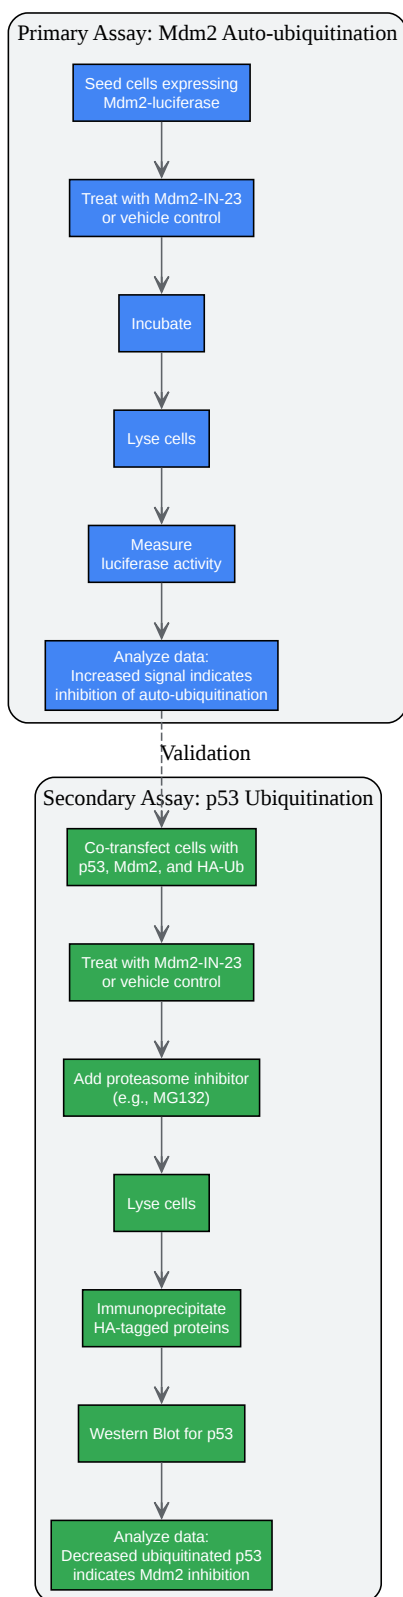 Primary Assay: Mdm2 Auto-ubiquitination
Seed cells expressing
Mdm2-luciferase
Treat with Mdm2-IN-23
or vehicle control
Incubate
Lyse cells
Measure
luciferase activity
Analyze data:
Increased signal indicates
inhibition of auto-ubiquitination
Validation
Secondary Assay: p53 Ubiquitination
Co-transfect cells with
p53, Mdm2, and HA-Ub
Treat with Mdm2-IN-23
or vehicle control
Add proteasome inhibitor
(e.g., MG132)
Lyse cells
Immunoprecipitate
HA-tagged proteins
Western Blot for p53
Analyze data:
Decreased ubiquitinated p53
indicates Mdm2 inhibition